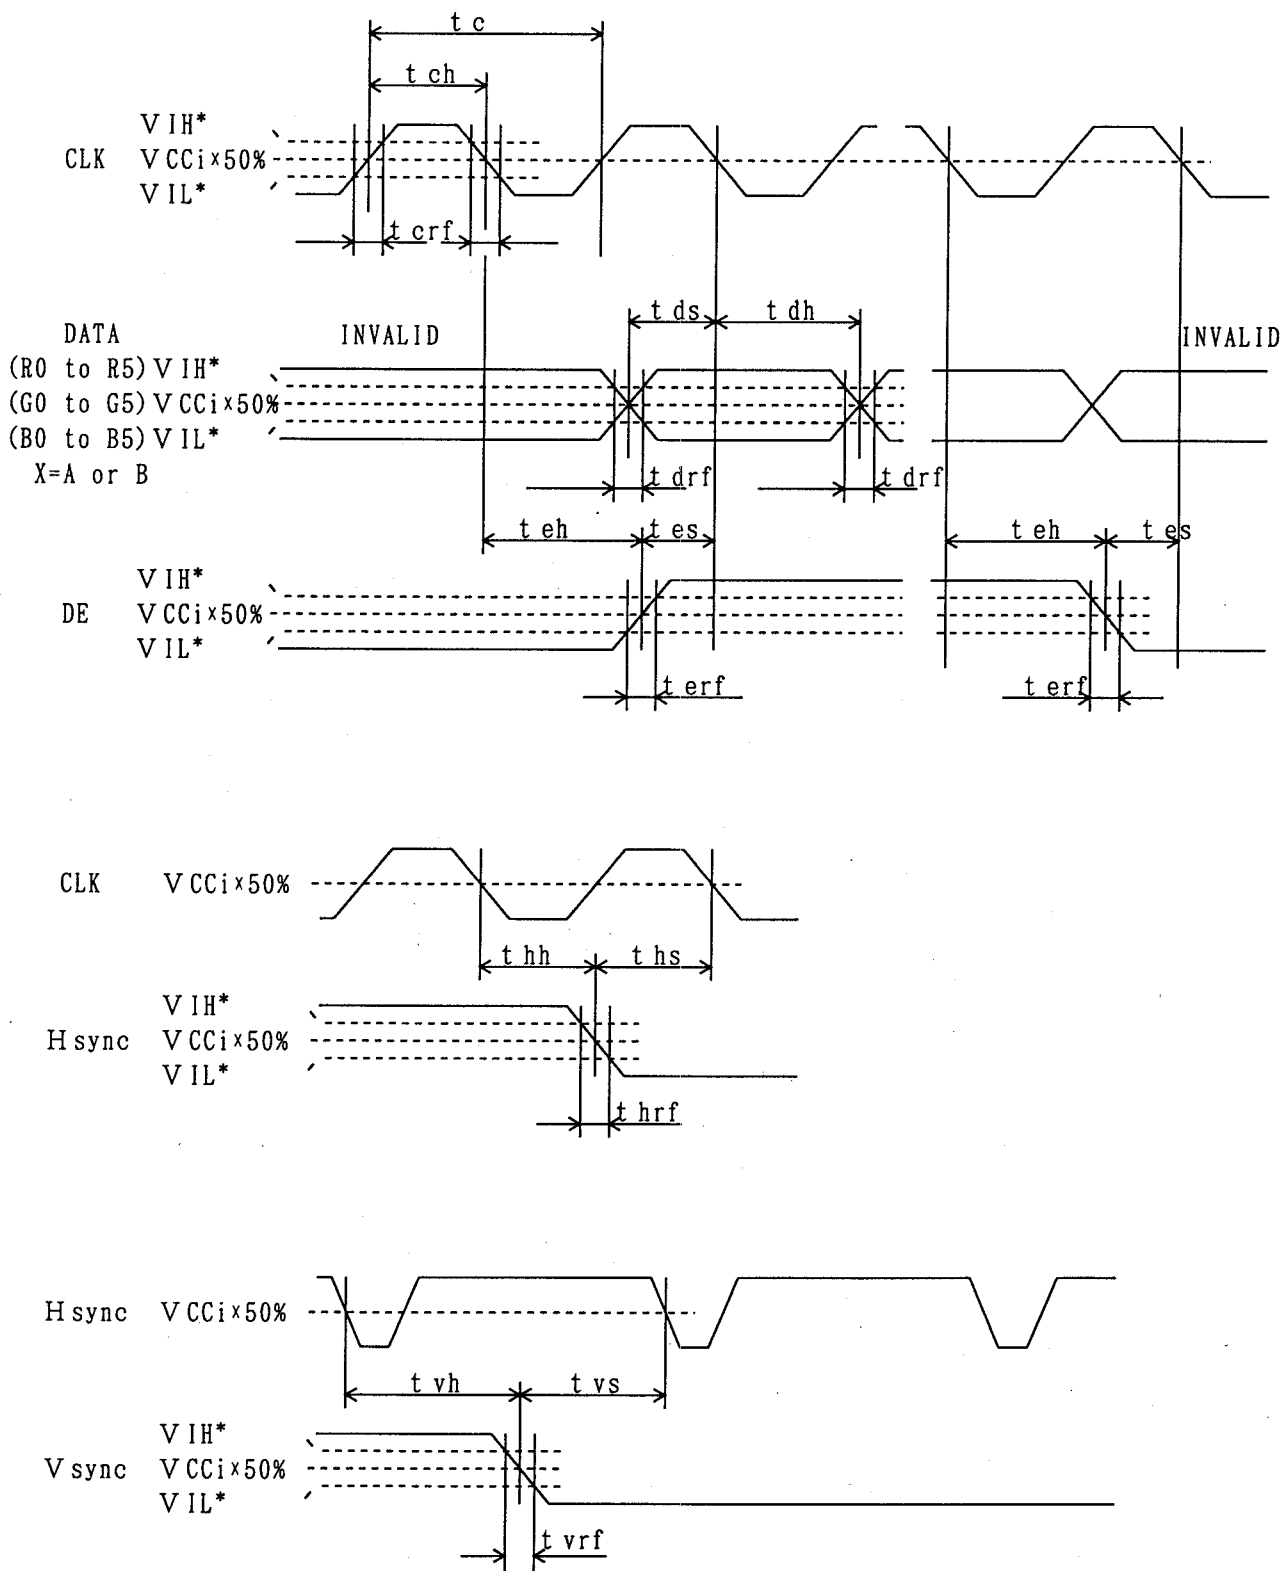 t c
t ch
V IH*
CLK V CCi×50%
V IL*
t crf
t ds t dh
DATA INVALID INVALID
(R0 to R5) V IH*
(G0 to G5) V CCi×50%
(B0 to B5) V IL*
X=A or B
t drf t drf
t eh t es t eh t es
V IH*
DE V CCi×50%
V IL*
t erf t erf
CLK V CCi×50%
t hh t hs
V IH*
H sync V CCi×50%
V IL*
t hrf
H sync V CCi×50%
t vh t vs
V IH*
V sync V CCi×50%
V IL*
t vrf